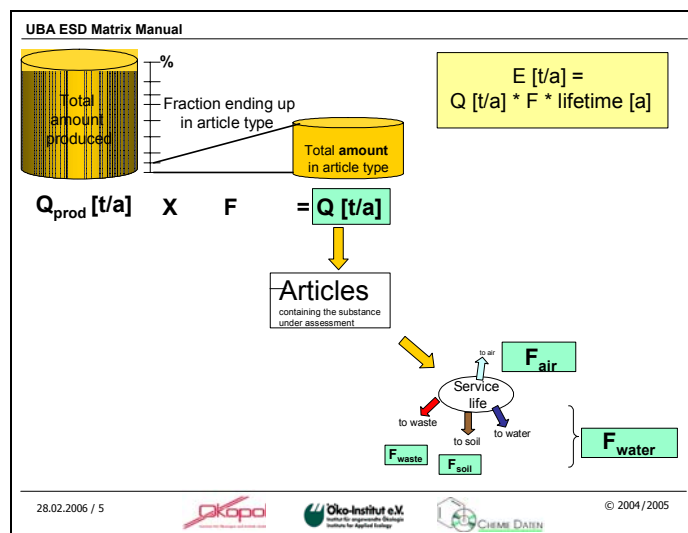 UBA ESD Matrix Manual
Total
amount
produced
%
Fraction ending up
in article type
Total amount
in article type
E [t/a] =
Q [t/a] * F * lifetime [a]
Qprod [t/a] X F = Q [t/a]
Articles
containing the substance
under assessment
to air
Fair
Service
life
to waste
to soil
to water
Fwaste
Fsoil
Fwater
28.02.2006 / 5
Ökopol
Öko-Institut e.V.
Institut für angewandte Ökologie
Institute for Applied Ecology
CHEMIE DATEN
© 2004/2005